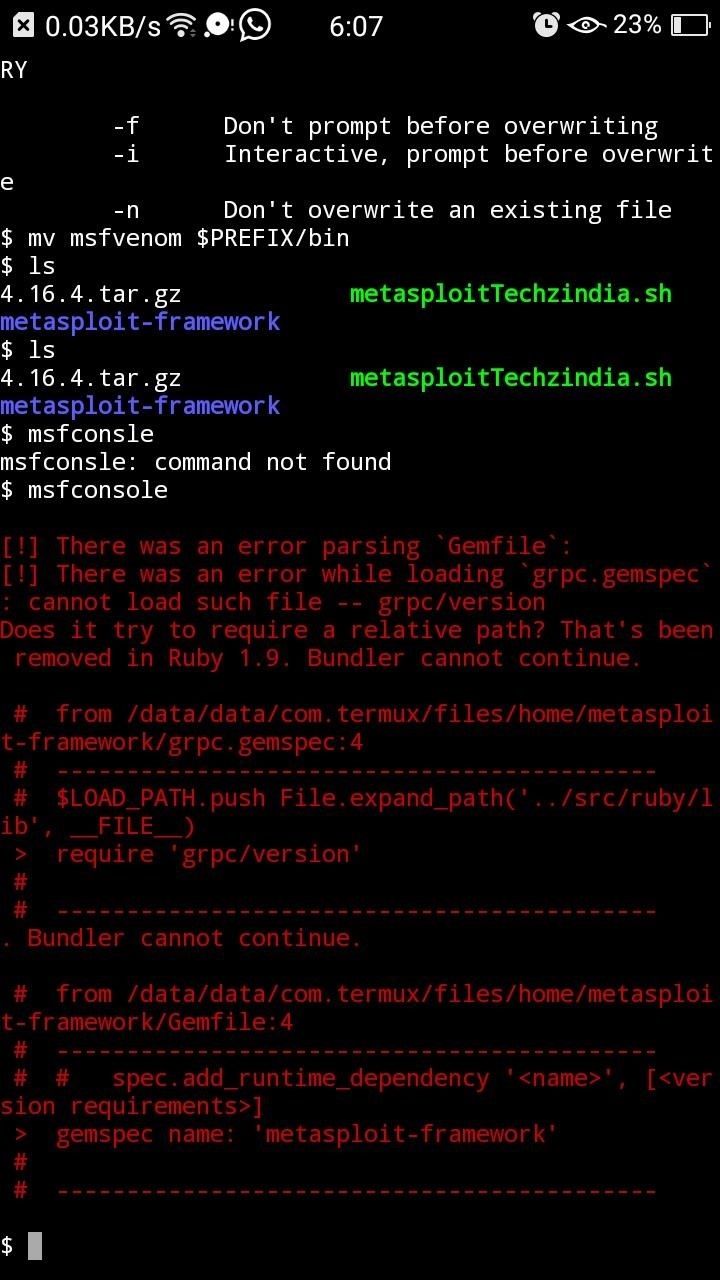 0.03KB/s 6:07 23%
RY
-f Don't prompt before overwriting
-i Interactive, prompt before overwrit
e
-n Don't overwrite an existing file
$ mv msfvenom $PREFIX/bin
$ ls
4.16.4.tar.gz metasploitTechzindia.sh
metasploit-framework
$ ls
4.16.4.tar.gz metasploitTechzindia.sh
metasploit-framework
$ msfconsle
msfconsle: command not found
$ msfconsole
[!] There was an error parsing `Gemfile`:
[!] There was an error while loading `grpc.gemspec`
: cannot load such file -- grpc/version
Does it try to require a relative path? That's been
removed in Ruby 1.9. Bundler cannot continue.
# from /data/data/com.termux/files/home/metasploi
t-framework/grpc.gemspec:4
# -------------------------------------------
# $LOAD_PATH.push File.expand_path('../src/ruby/l
ib', __FILE__)
> require 'grpc/version'
#
# -------------------------------------------
. Bundler cannot continue.
# from /data/data/com.termux/files/home/metasploi
t-framework/Gemfile:4
# -------------------------------------------
# # spec.add_runtime_dependency '<name>', [<ver
sion requirements>]
> gemspec name: 'metasploit-framework'
#
# -------------------------------------------
$